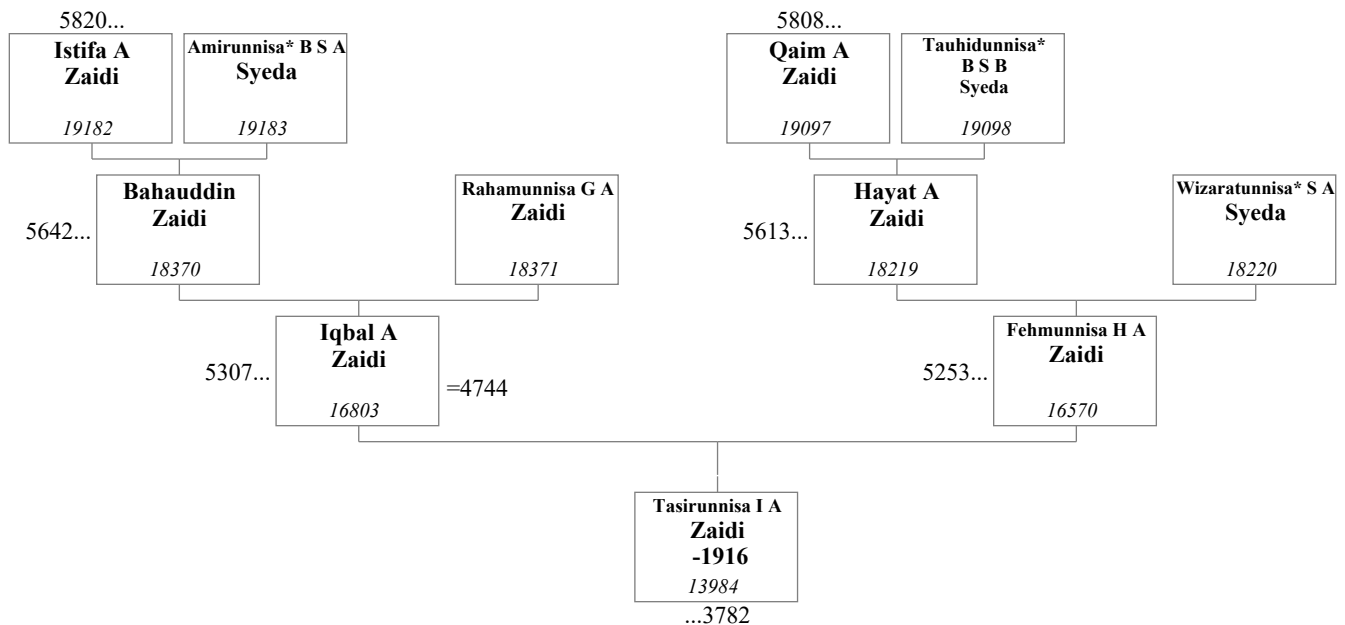 5820...
Istifa A
Zaidi
19182
Amirunnisa* B S A
Syeda
19183
5808...
Qaim A
Zaidi
19097
Tauhidunnisa*
B S B
Syeda
19098
5642...
Bahauddin
Zaidi
18370
Rahamunnisa G A
Zaidi
18371
5613...
Hayat A
Zaidi
18219
Wizaratunnisa* S A
Syeda
18220
5307...
Iqbal A
Zaidi
16803
=4744
5253...
Fehmunnisa H A
Zaidi
16570
Tasirunnisa I A
Zaidi
-1916
13984
...3782